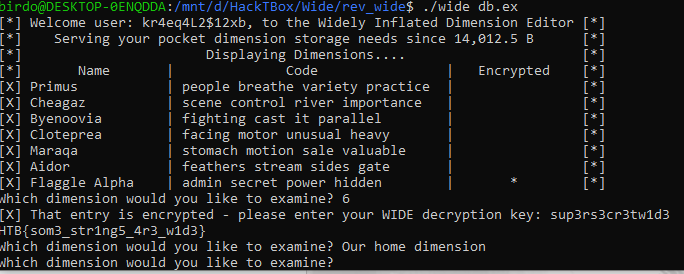 birdo@DESKTOP-0ENQDDA:/mnt/d/HackTBox/Wide/rev_wide$ ./wide db.ex
[*] Welcome user: kr4eq4L2$12xb, to the Widely Inflated Dimension Editor [*]
[*]    Serving your pocket dimension storage needs since 14,012.5 B      [*]
[*]                       Displaying Dimensions....                      [*]
[*]       Name       |              Code                |   Encrypted    [*]
[X] Primus         | people breathe variety practice  |                [*]
[X] Cheagaz        | scene control river importance   |                [*]
[X] Byenoovia      | fighting cast it parallel        |                [*]
[X] Cloteprea      | facing motor unusual heavy       |                [*]
[X] Maraqa         | stomach motion sale valuable     |                [*]
[X] Aidor          | feathers stream sides gate       |                [*]
[X] Flaggle Alpha  | admin secret power hidden        |       *        [*]
Which dimension would you like to examine? 6
[X] That entry is encrypted - please enter your WIDE decryption key: sup3rs3cr3tw1d3
HTB{som3_str1ng5_4r3_w1d3}
Which dimension would you like to examine? Our home dimension
Which dimension would you like to examine?